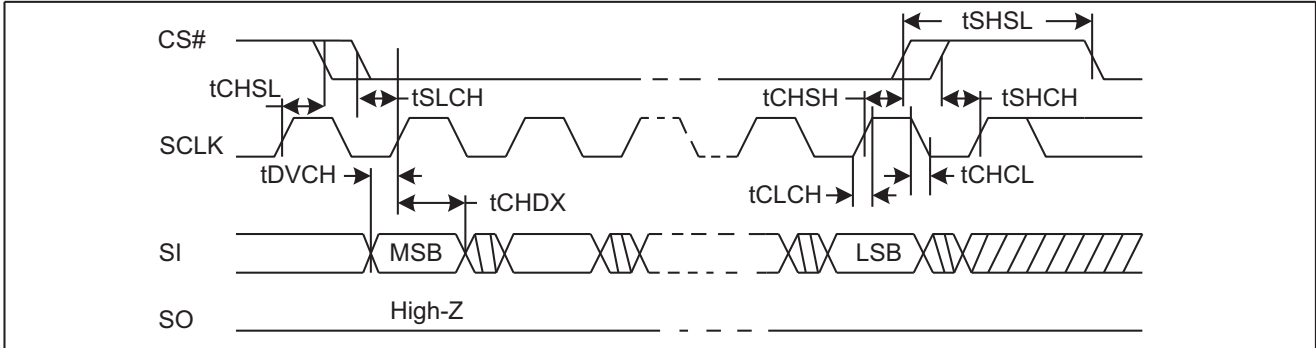 tSHSL
CS#
tCHSL
tSLCH
tCHSH
tSHCH
SCLK
tDVCH
tCHDX
tCLCH
tCHCL
SI
MSB
LSB
SO
High-Z